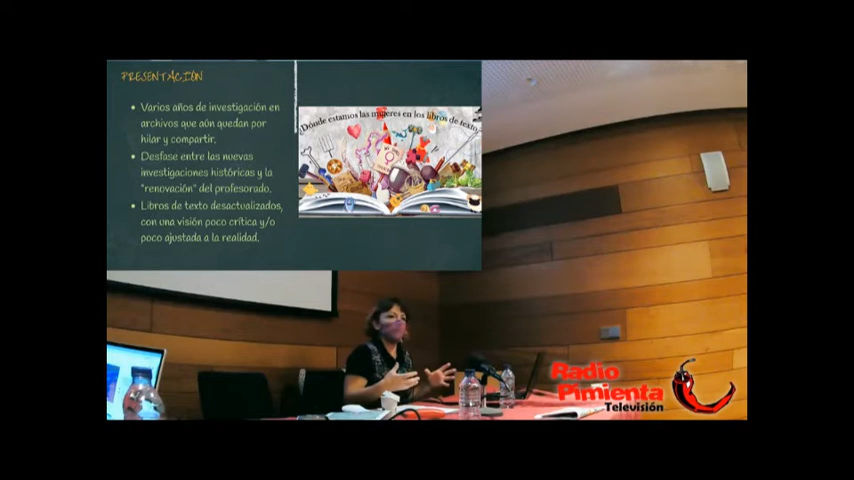 PRESENTACIÓN
• Varios años de investigación en
archivos que aún quedan por
hilar y compartir.
• Desfase entre las nuevas
investigaciones históricas y la
"renovación" del profesorado.
• Libros de texto desactualizados,
con una visión poco crítica y/o
poco ajustada a la realidad.
¿Dónde estamos las mujeres en los libros de texto?
Radio
Pimienta
Televisión